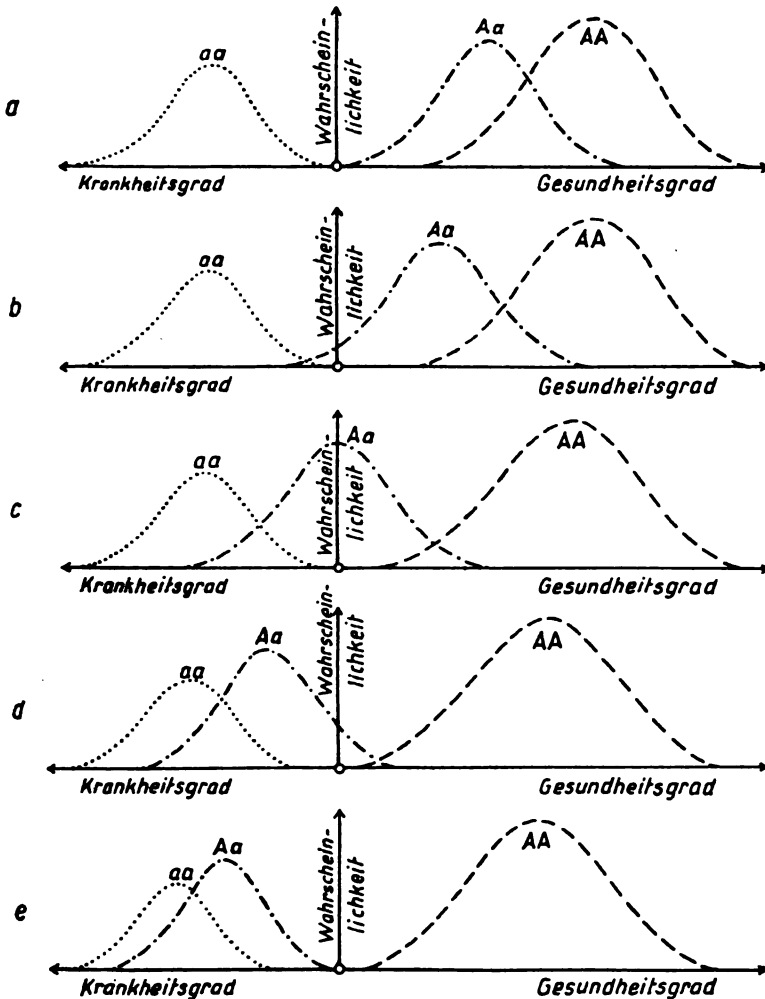 a
aa
Wahrschein-
lichkeit
Aa
AA
Krankheitsgrad
Gesundheitsgrad
b
aa
Wahrschein-
lichkeit
Aa
AA
Krankheitsgrad
Gesundheitsgrad
c
aa
Wahrschein-
lichkeit
Aa
AA
Krankheitsgrad
Gesundheitsgrad
d
aa
Aa
Wahrschein-
lichkeit
AA
Krankheitsgrad
Gesundheitsgrad
e
aa
Aa
Wahrschein-
lichkeit
AA
Krankheitsgrad
Gesundheitsgrad